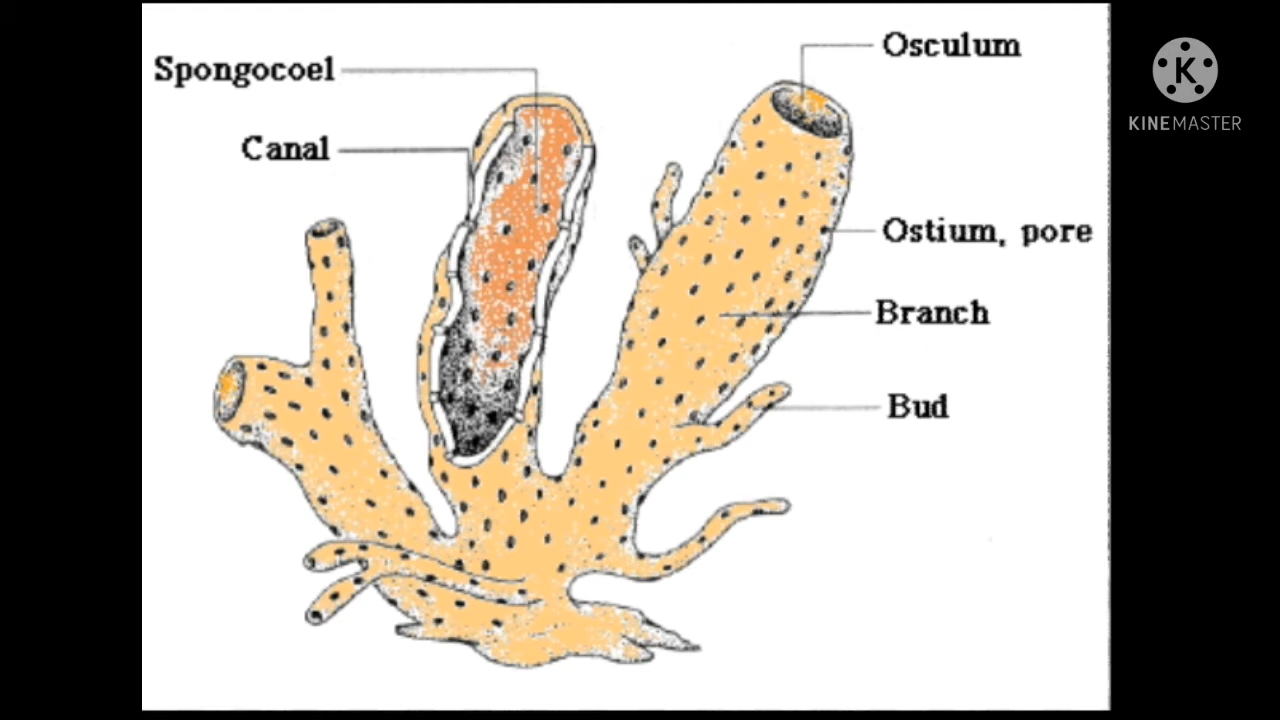 Spongocoel
Canal
Osculum
Ostium, pore
Branch
Bud
K
KINEMASTER